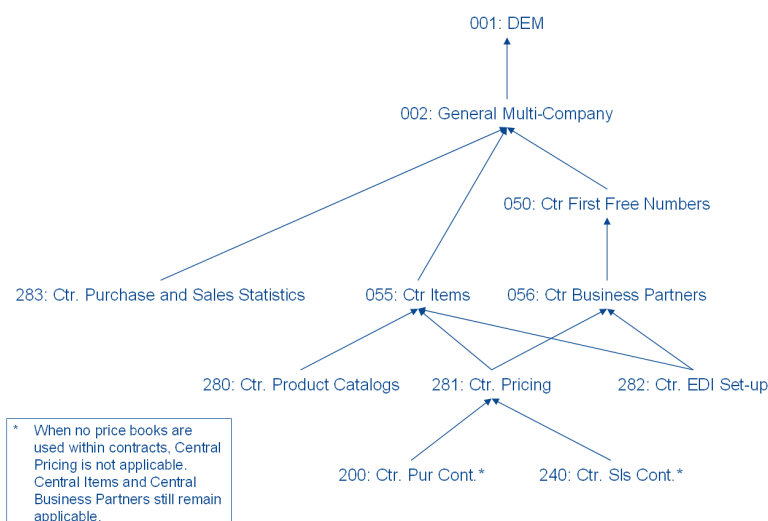 001: DEM
002: General Multi-Company
050: Ctr First Free Numbers
283: Ctr. Purchase and Sales Statistics
055: Ctr Items
056: Ctr Business Partners
280: Ctr. Product Catalogs
281: Ctr. Pricing
282: Ctr. EDI Set-up
* When no price books are
used within contracts, Central
Pricing is not applicable.
Central Items and Central
Business Partners still remain
applicable.
200: Ctr. Pur Cont.*
240: Ctr. Sls Cont.*